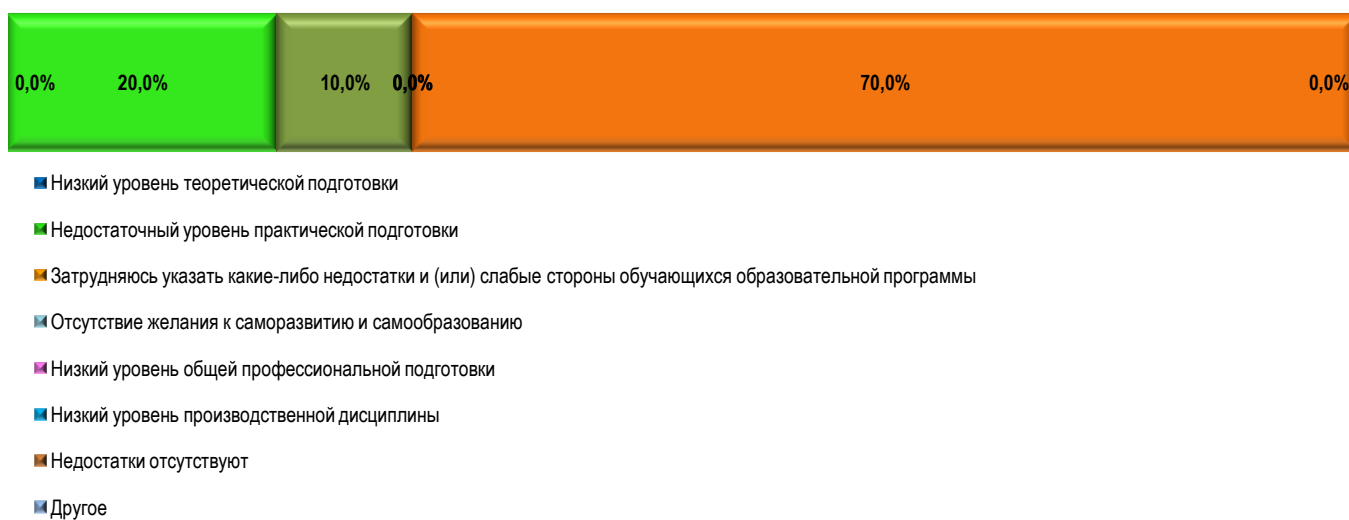 0,0% 20,0% 10,0% 0,0% 70,0% 0,0%
Низкий уровень теоретической подготовки
Недостаточный уровень практической подготовки
Затрудняюсь указать какие-либо недостатки и (или) слабые стороны обучающихся образовательной программы
Отсутствие желания к саморазвитию и самообразованию
Низкий уровень общей профессиональной подготовки
Низкий уровень производственной дисциплины
Недостатки отсутствуют
Другое